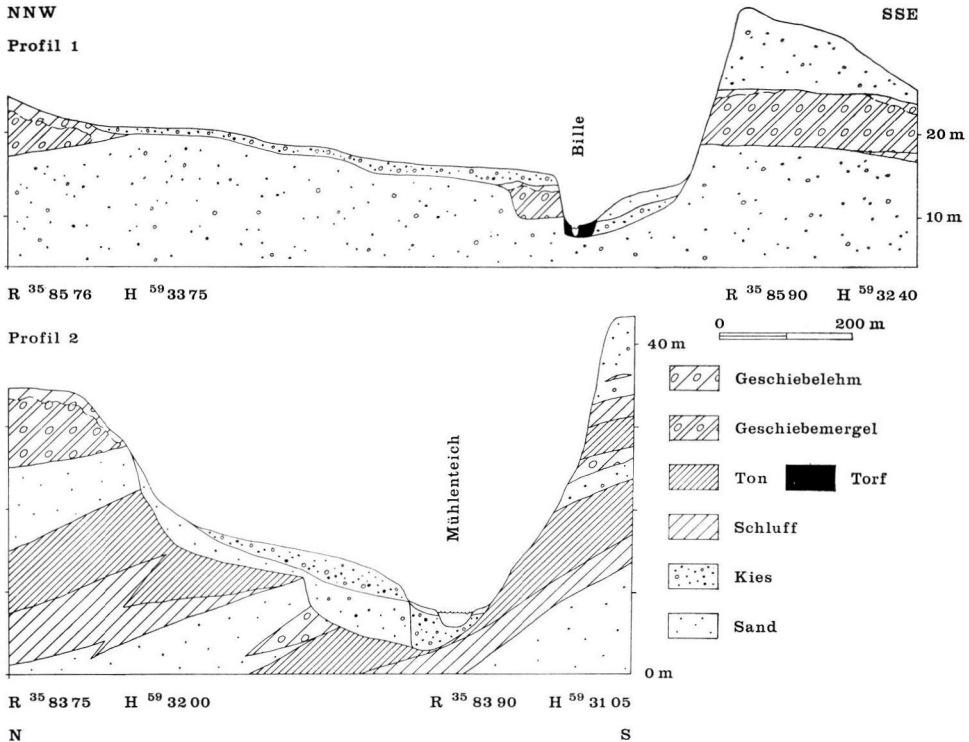 NNW SSE
Profil 1
Bille
20 m
10 m
R 35 85 76 H 59 33 75 R 35 85 90 H 59 32 40
Profil 2
0 200 m
40 m
Mühlenteich
0 m
Geschiebelehm
Geschiebemergel
Ton Torf
Schluff
Kies
Sand
R 35 83 75 H 59 32 00 R 35 83 90 H 59 31 05
N S